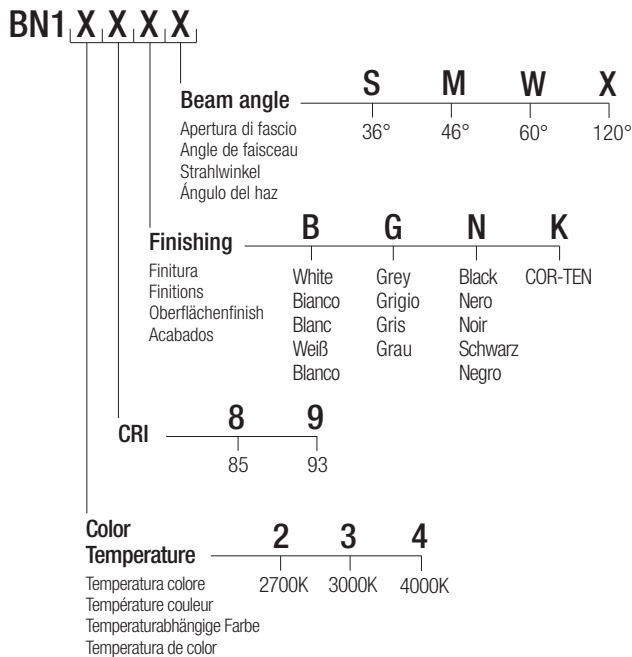 BN1 X X X X
Beam angle S M W X
Apertura di fascio 36° 46° 60° 120°
Angle de faisceau
Strahlwinkel
Ángulo del haz
Finishing B G N K
Finitura White Grey Black COR-TEN
Finitions Bianco Grigio Nero
Oberflächenfinish Blanc Gris Noir
Acabados Weiß Grau Schwarz
Blanco Negro
CRI 8 9
85 93
Color
Temperature 2 3 4
Temperatura colore 2700K 3000K 4000K
Température couleur
Temperaturabhängige Farbe
Temperatura de color